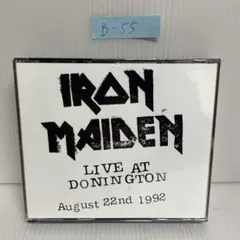 B-55
IRON
MAIDEN
LIVE AT
DONINGTON
August 22nd 1992